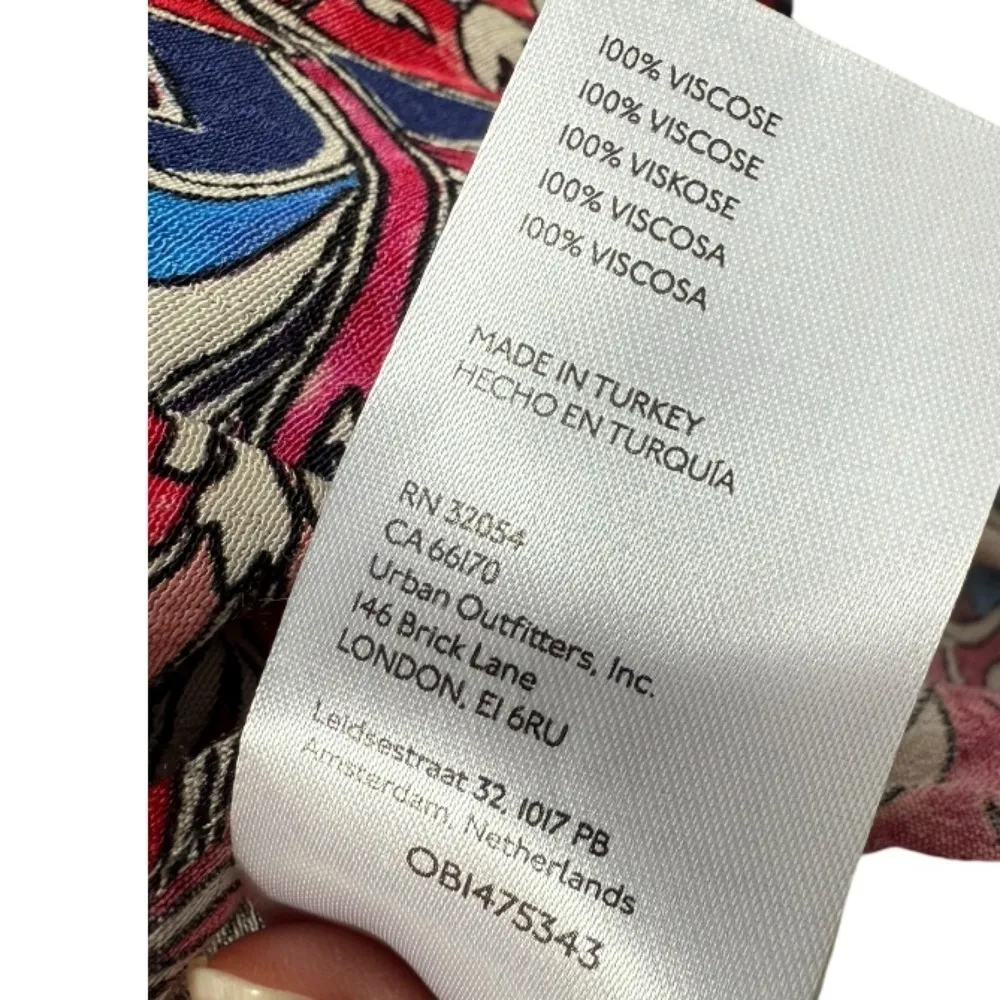 100% VISCOSE
100% VISCOSE
100% VISKOSE
100% VISCOSA
100% VISCOSA
MADE IN TURKEY
HECHO EN TURQUÍA
RN 32054
CA 66170
Urban Outfitters, Inc.
146 Brick Lane
LONDON, E1 6RU
Leidsestraat 32, 1017 PB
Amsterdam, Netherlands
OB1475343